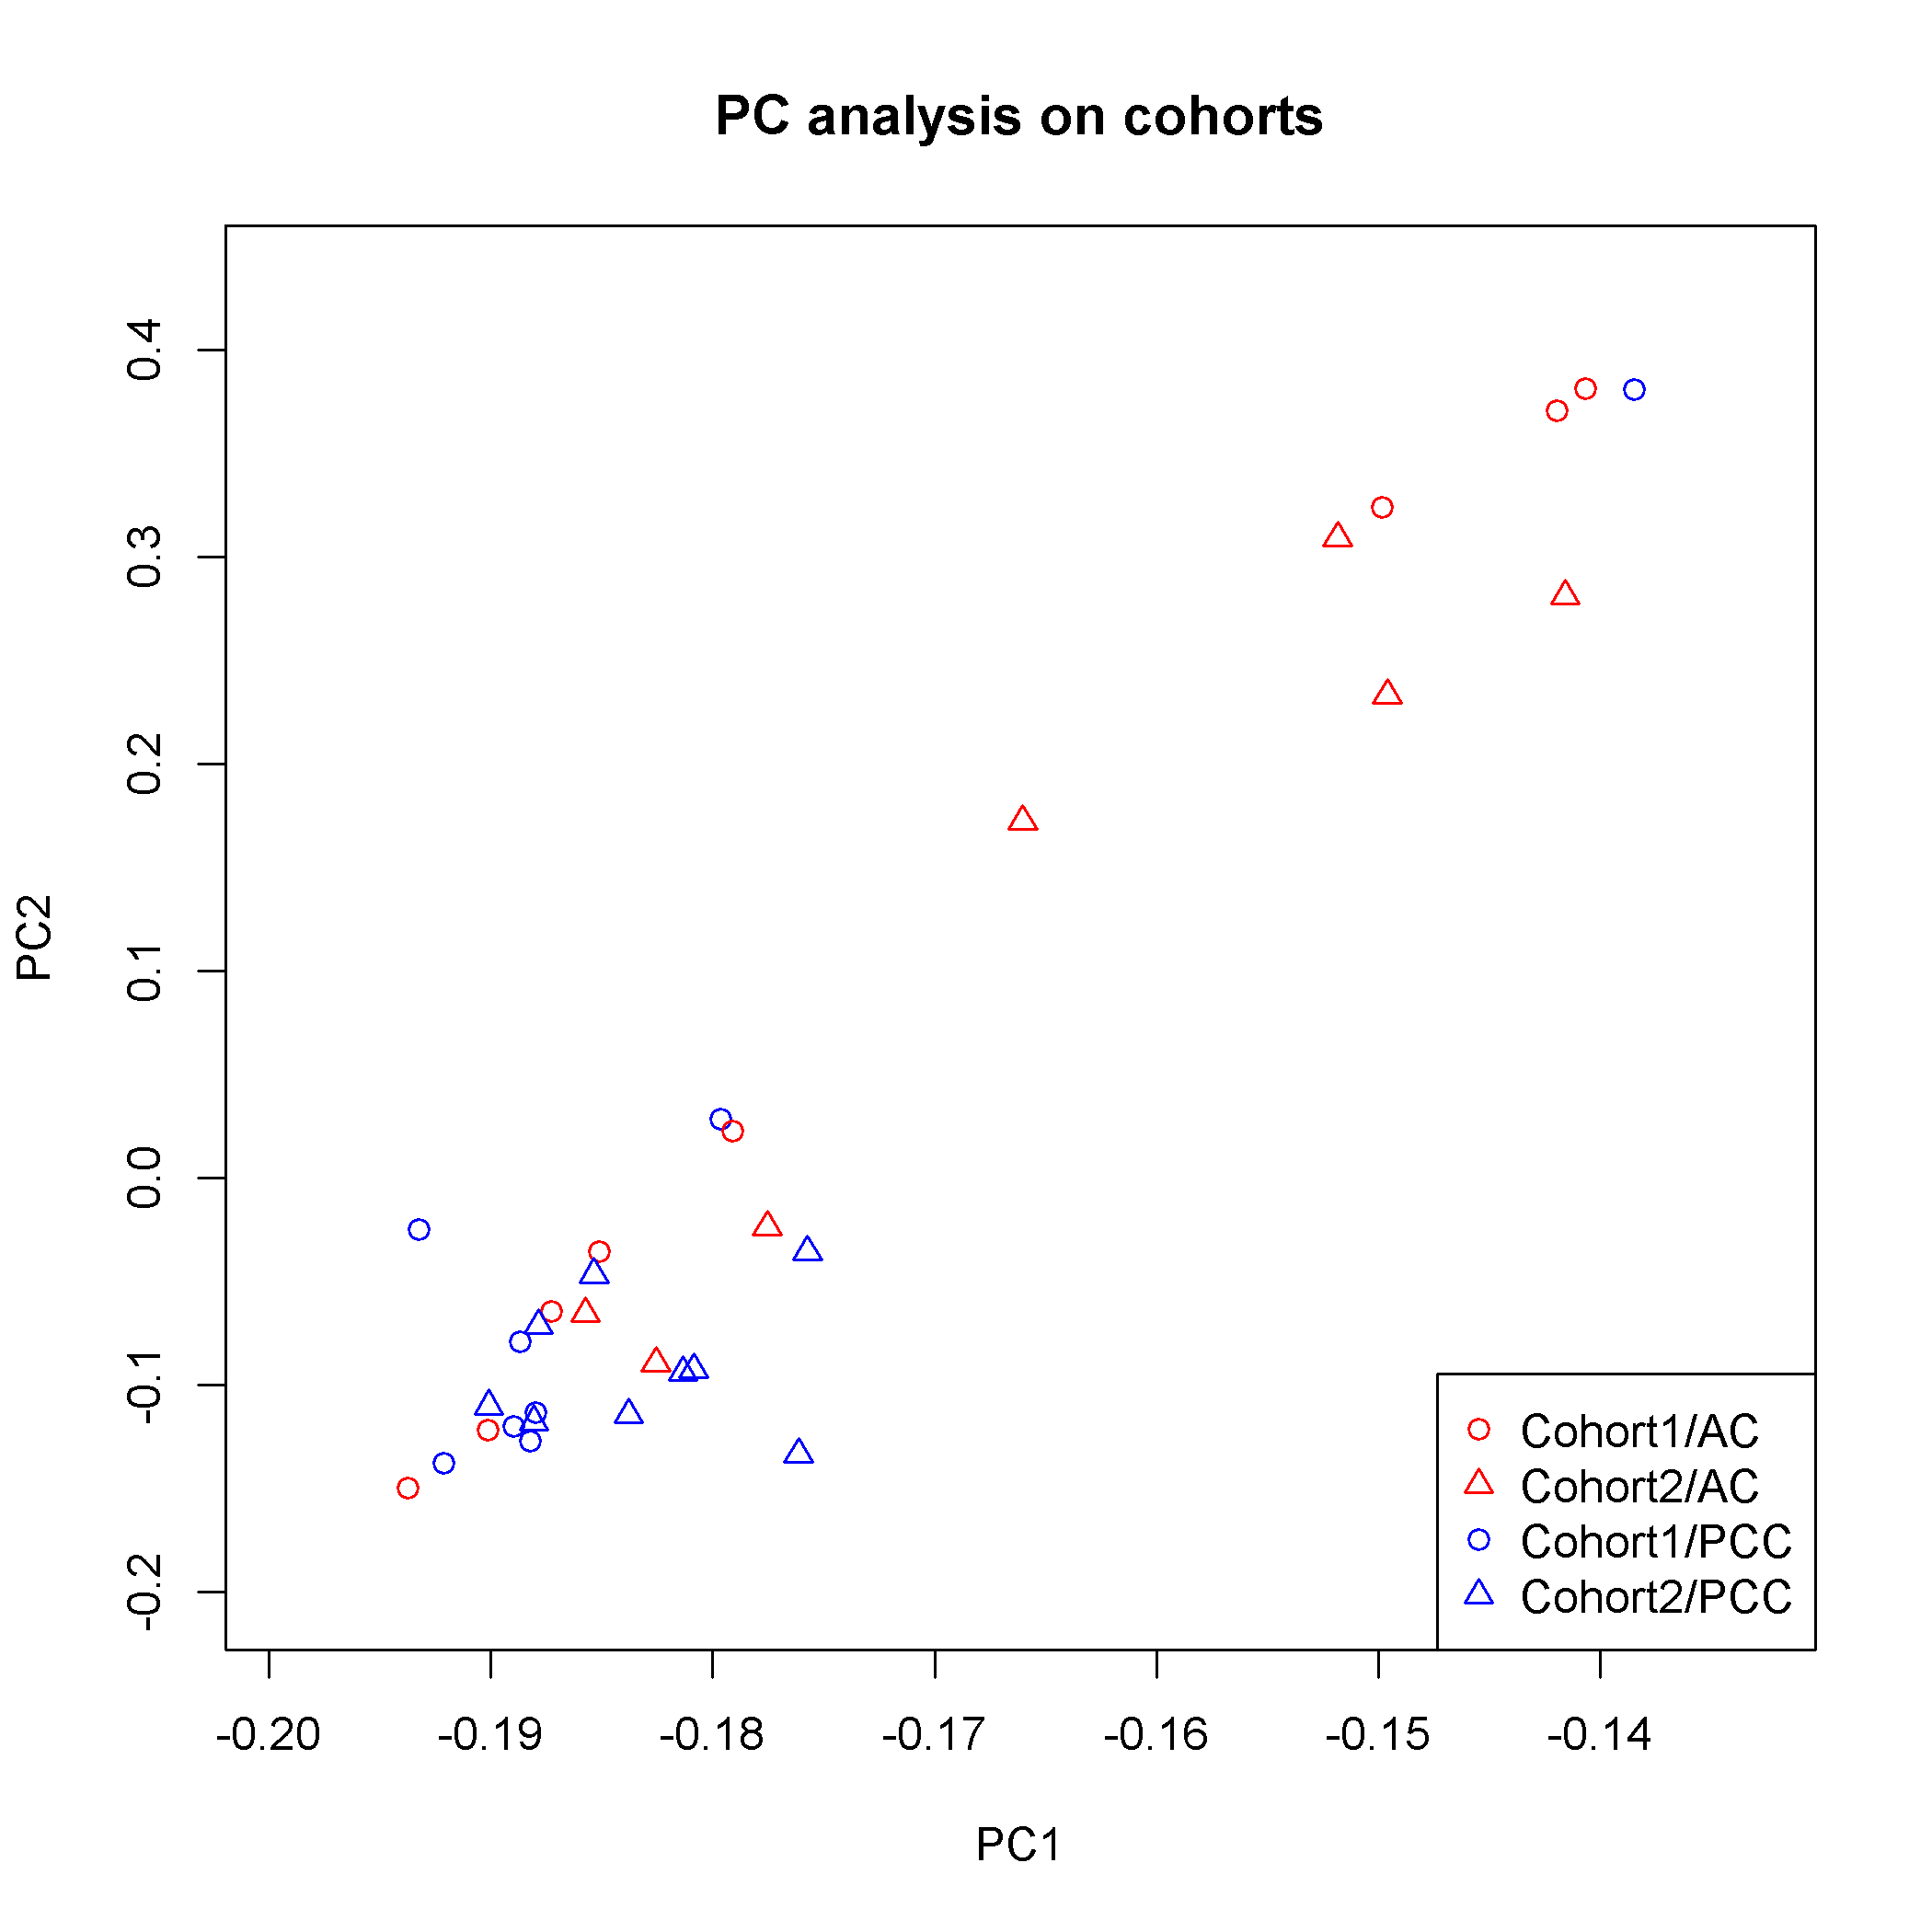 PC analysis on cohorts
0.4
0.3
0.2
0.1
0.0
-0.1
-0.2
PC2
Cohort1/AC
Cohort2/AC
Cohort1/PCC
Cohort2/PCC
-0.20 -0.19 -0.18 -0.17 -0.16 -0.15 -0.14
PC1